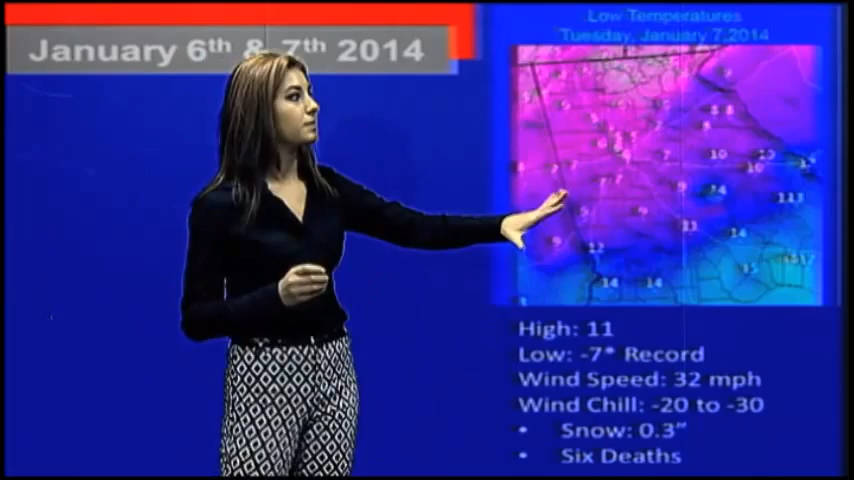 January 6th & 7th 2014
Low Temperatures
Tuesday, January 7,2014
High: 11
Low: -7* Record
Wind Speed: 32 mph
Wind Chill: -20 to -30
• Snow: 0.3"
• Six Deaths